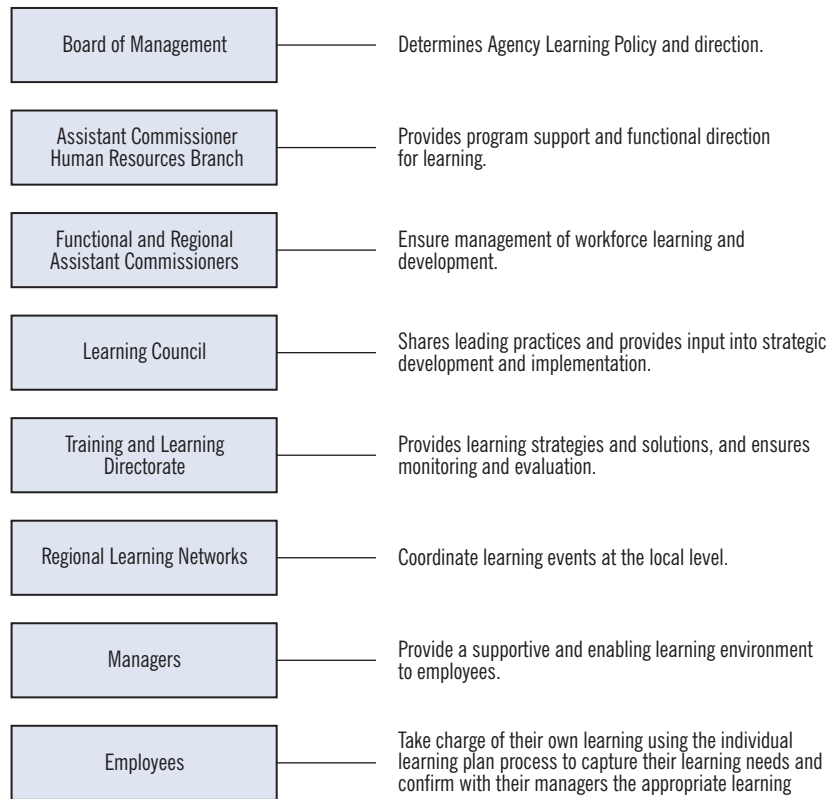 Board of Management
Determines Agency Learning Policy and direction.
Assistant Commissioner
Human Resources Branch
Provides program support and functional direction
for learning.
Functional and Regional
Assistant Commissioners
Ensure management of workforce learning and
development.
Learning Council
Shares leading practices and provides input into strategic
development and implementation.
Training and Learning
Directorate
Provides learning strategies and solutions, and ensures
monitoring and evaluation.
Regional Learning Networks
Coordinate learning events at the local level.
Managers
Provide a supportive and enabling learning environment
to employees.
Employees
Take charge of their own learning using the individual
learning plan process to capture their learning needs and
confirm with their managers the appropriate learning